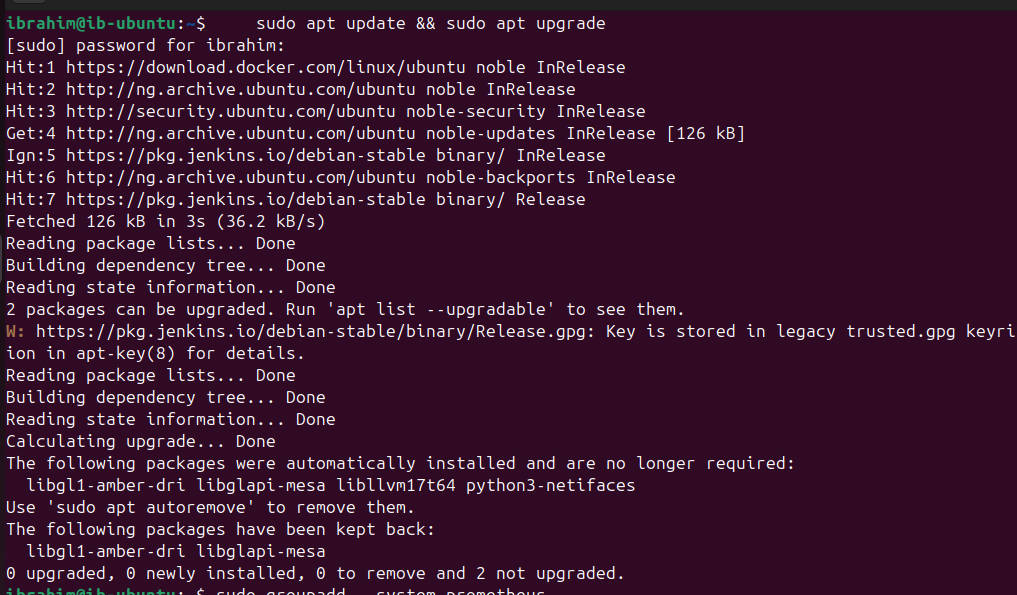 ibrahim@ib-ubuntu:~$     sudo apt update && sudo apt upgrade
[sudo] password for ibrahim:
Hit:1 https://download.docker.com/linux/ubuntu noble InRelease
Hit:2 http://ng.archive.ubuntu.com/ubuntu noble InRelease
Hit:3 http://security.ubuntu.com/ubuntu noble-security InRelease
Get:4 http://ng.archive.ubuntu.com/ubuntu noble-updates InRelease [126 kB]
Ign:5 https://pkg.jenkins.io/debian-stable binary/ InRelease
Hit:6 http://ng.archive.ubuntu.com/ubuntu noble-backports InRelease
Hit:7 https://pkg.jenkins.io/debian-stable binary/ Release
Fetched 126 kB in 3s (36.2 kB/s)
Reading package lists... Done
Building dependency tree... Done
Reading state information... Done
2 packages can be upgraded. Run 'apt list --upgradable' to see them.
W: https://pkg.jenkins.io/debian-stable/binary/Release.gpg: Key is stored in legacy trusted.gpg keyri
ion in apt-key(8) for details.
Reading package lists... Done
Building dependency tree... Done
Reading state information... Done
Calculating upgrade... Done
The following packages were automatically installed and are no longer required:
  libgl1-amber-dri libglapi-mesa libllvm17t64 python3-netifaces
Use 'sudo apt autoremove' to remove them.
The following packages have been kept back:
  libgl1-amber-dri libglapi-mesa
0 upgraded, 0 newly installed, 0 to remove and 2 not upgraded.
ibrahim@ib-ubuntu:~$ sudo groupadd --system prometheus